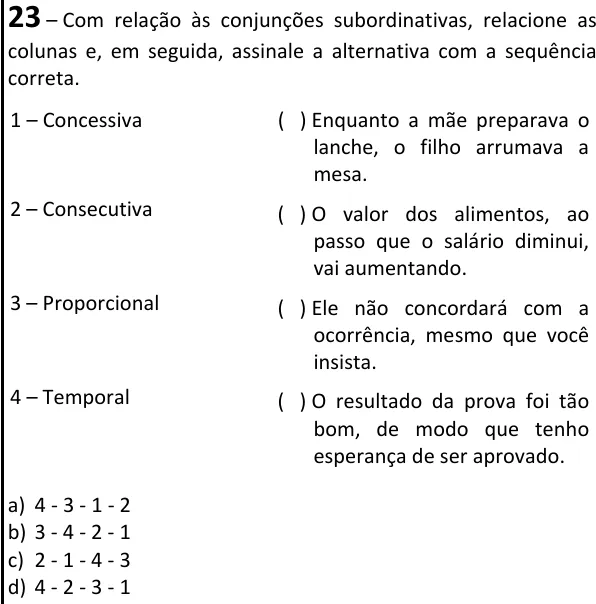 23 – Com relação às conjunções subordinativas, relacione as
colunas e, em seguida, assinale a alternativa com a sequência
correta.
1 – Concessiva
( ) Enquanto a mãe preparava o
lanche, o filho arrumava a
mesa.
2 – Consecutiva
( ) O valor dos alimentos, ao
passo que o salário diminui,
vai aumentando.
3 – Proporcional
( ) Ele não concordará com a
ocorrência, mesmo que você
insista.
4 – Temporal
( ) O resultado da prova foi tão
bom, de modo que tenho
esperança de ser aprovado.
a) 4 - 3 - 1 - 2
b) 3 - 4 - 2 - 1
c) 2 - 1 - 4 - 3
d) 4 - 2 - 3 - 1